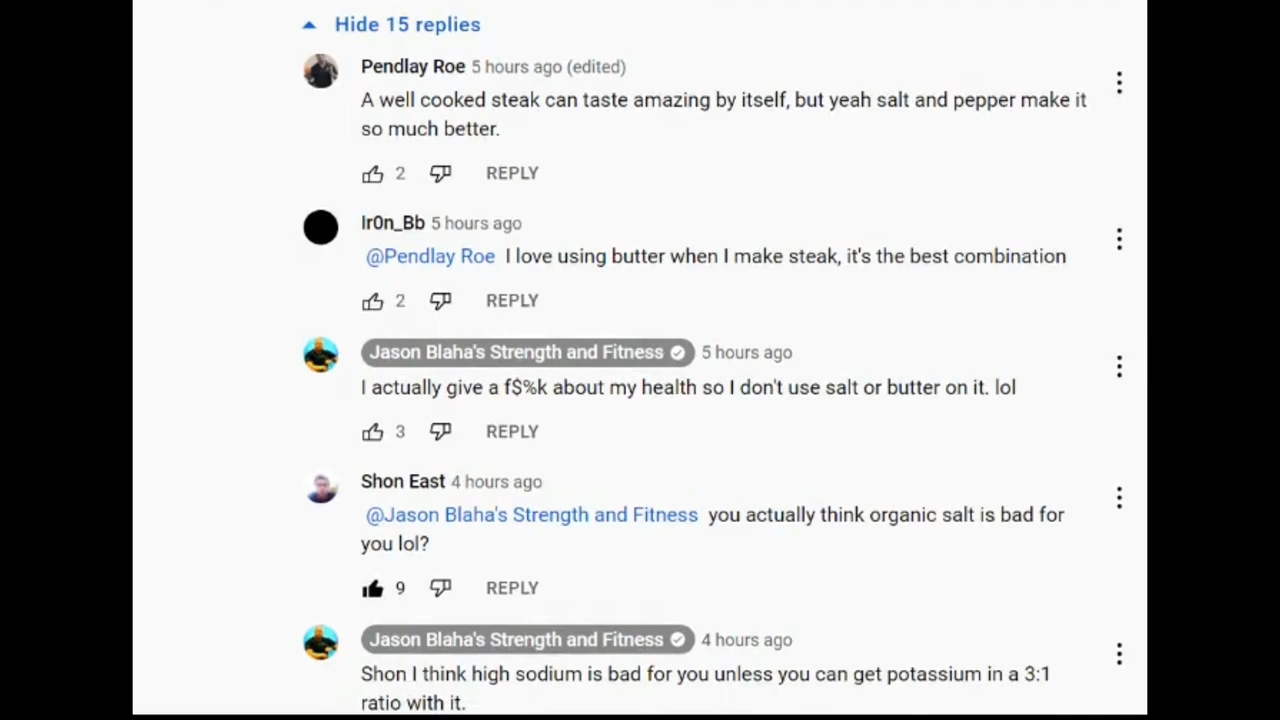 Hide 15 replies
Pendlay Roe 5 hours ago (edited)
A well cooked steak can taste amazing by itself, but yeah salt and pepper make it
so much better.
2 REPLY
Ir0n_Bb 5 hours ago
@Pendlay Roe I love using butter when I make steak, it's the best combination
2 REPLY
Jason Blaha's Strength and Fitness 5 hours ago
I actually give a f$%k about my health so I don't use salt or butter on it. lol
3 REPLY
Shon East 4 hours ago
@Jason Blaha's Strength and Fitness you actually think organic salt is bad for
you lol?
9 REPLY
Jason Blaha's Strength and Fitness 4 hours ago
Shon I think high sodium is bad for you unless you can get potassium in a 3:1
ratio with it.